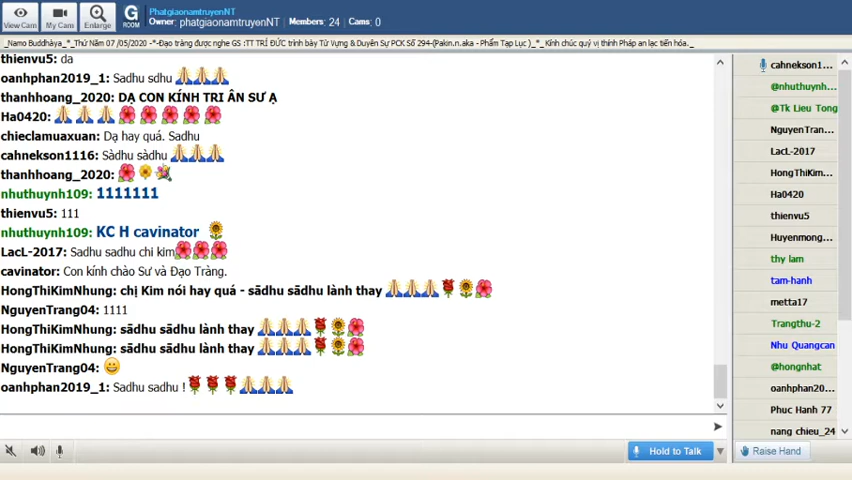 PhatgiaonamtruyenNT
Owner: phatgiaonamtruyenNT Members: 24 Cams: 0
View Cam My Cam Enlarge G ROOM
_Namo Buddhàya_*_Thứ Năm 07 /05/2020 -*-Đạo tràng được nghe GS :TT TRÍ ĐỨC trình bày Tứ Vựng & Duyên Sự PCK Số 294-(Pakin.n.aka - Phẩm Tạp Lục )_*_ Kính chúc quý vị thính Pháp an lạc tiến hóa._
thienvu5: da
oanhphan2019_1: Sadhu sdhu 🙏🙏🙏
thanhhoang_2020: DẠ CON KÍNH TRI ÂN SƯ Ạ
Ha0420: 🙏🙏🙏🌺🌺🌺🌺🌺
chieclamuaxuan: Dạ hay quá. Sadhu
cahnekson1116: Sàdhu sàdhu 🙏🙏🙏
thanhhoang_2020: 🌺🌼💐
nhuthuynh109: 1111111
thienvu5: 111
nhuthuynh109: KC H cavinator 🌻
LacL-2017: Sadhu sadhu chi kim🌺🌺🌺
cavinator: Con kính chào Sư và Đạo Tràng.
HongThiKimNhung: chị Kim nói hay quá - sādhu sādhu lành thay 🙏🙏🙏🌹🌻🌺
NguyenTrang04: 1111
HongThiKimNhung: sādhu sādhu lành thay 🙏🙏🙏🌹🌻🌺
HongThiKimNhung: sādhu sādhu lành thay 🙏🙏🙏🌹🌻🌺
NguyenTrang04: 😀
oanhphan2019_1: Sadhu sadhu ! 🌹🌹🌹🙏🙏🙏
cahnekson1...
@nhuthuynh...
@Tk Lieu Tong
NguyenTran...
LacL-2017
HongThiKim...
Ha0420
thienvu5
Huyenmong...
thy lam
tam-hanh
metta17
Trangthu-2
Nhu Quangcan
@hongnhat
oanhphan20...
Phuc Hanh 77
nang chieu_24
Hold to Talk
Raise Hand